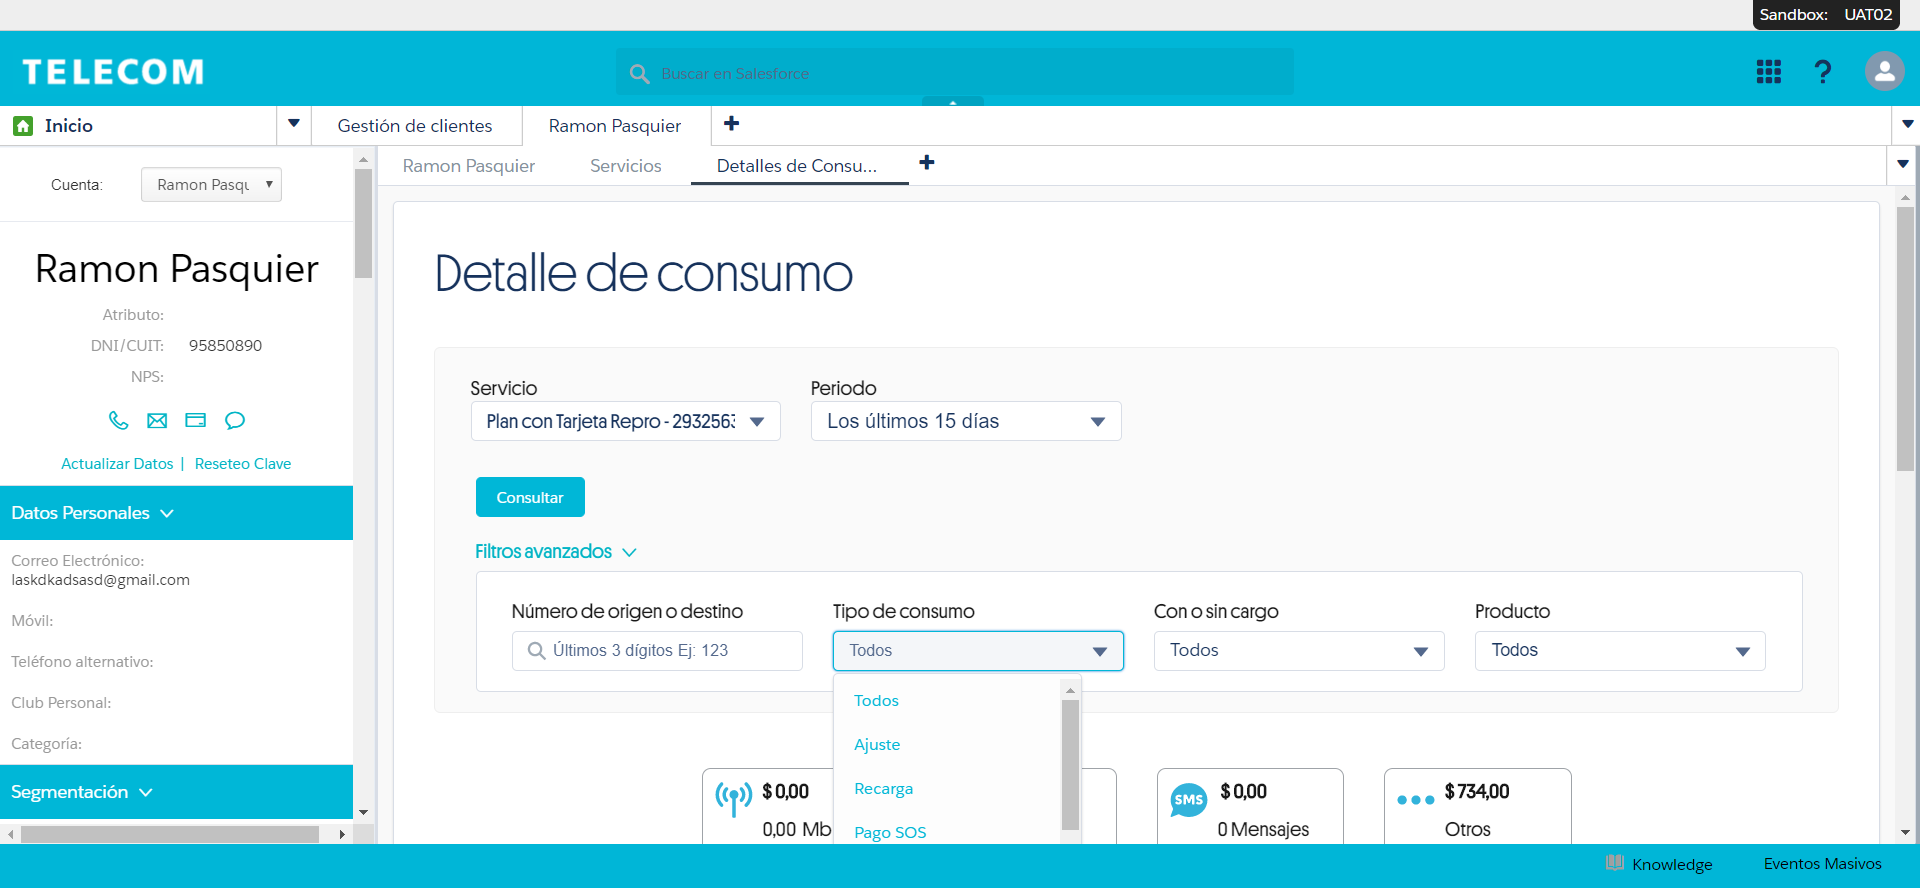 Sandbox: UAT02
TELECOM
Buscar en Salesforce
Inicio
Gestión de clientes
Ramon Pasquier
Ramon Pasquier
Servicios
Detalles de Consu...
Cuenta:
Ramon Pasqu
Ramon Pasquier
Atributo:
DNI/CUIT: 95850890
NPS:
Actualizar Datos | Reseteo Clave
Datos Personales
Correo Electrónico:
laskdkadsasd@gmail.com
Móvil:
Teléfono alternativo:
Club Personal:
Categoría:
Segmentación
Detalle de consumo
Servicio
Plan con Tarjeta Repro - 2932563
Periodo
Los últimos 15 días
Consultar
Filtros avanzados
Número de origen o destino
Últimos 3 dígitos Ej: 123
Tipo de consumo
Todos
Con o sin cargo
Todos
Producto
Todos
Todos
Ajuste
Recarga
Pago SOS
$ 0,00
0,00 Mb
SMS
$ 0,00
0 Mensajes
$ 734,00
Otros
Knowledge
Eventos Masivos